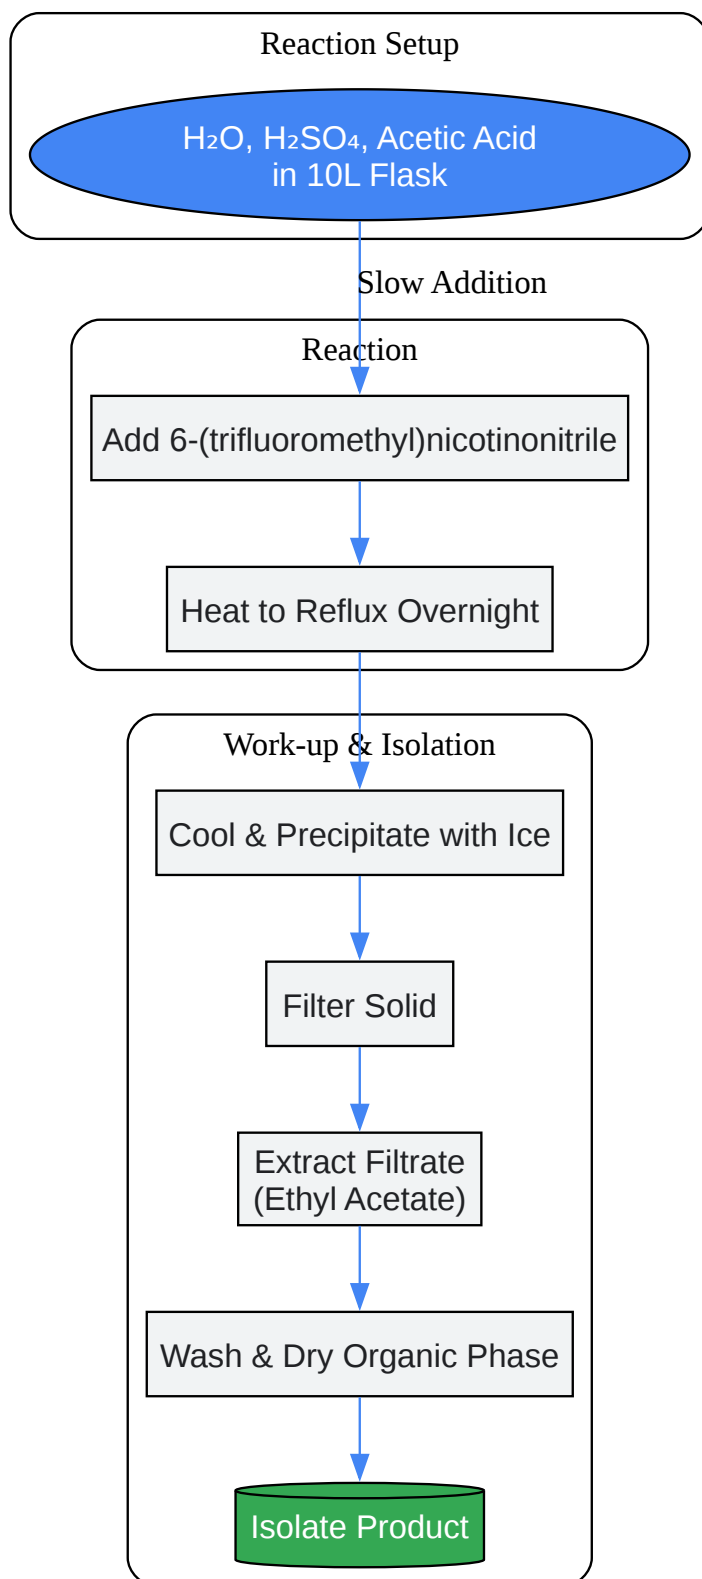 Reaction Setup
H₂O, H₂SO₄, Acetic Acid
in 10L Flask
Slow Addition
Reaction
Add 6-(trifluoromethyl)nicotinonitrile
Heat to Reflux Overnight
Work-up & Isolation
Cool & Precipitate with Ice
Filter Solid
Extract Filtrate
(Ethyl Acetate)
Wash & Dry Organic Phase
Isolate Product